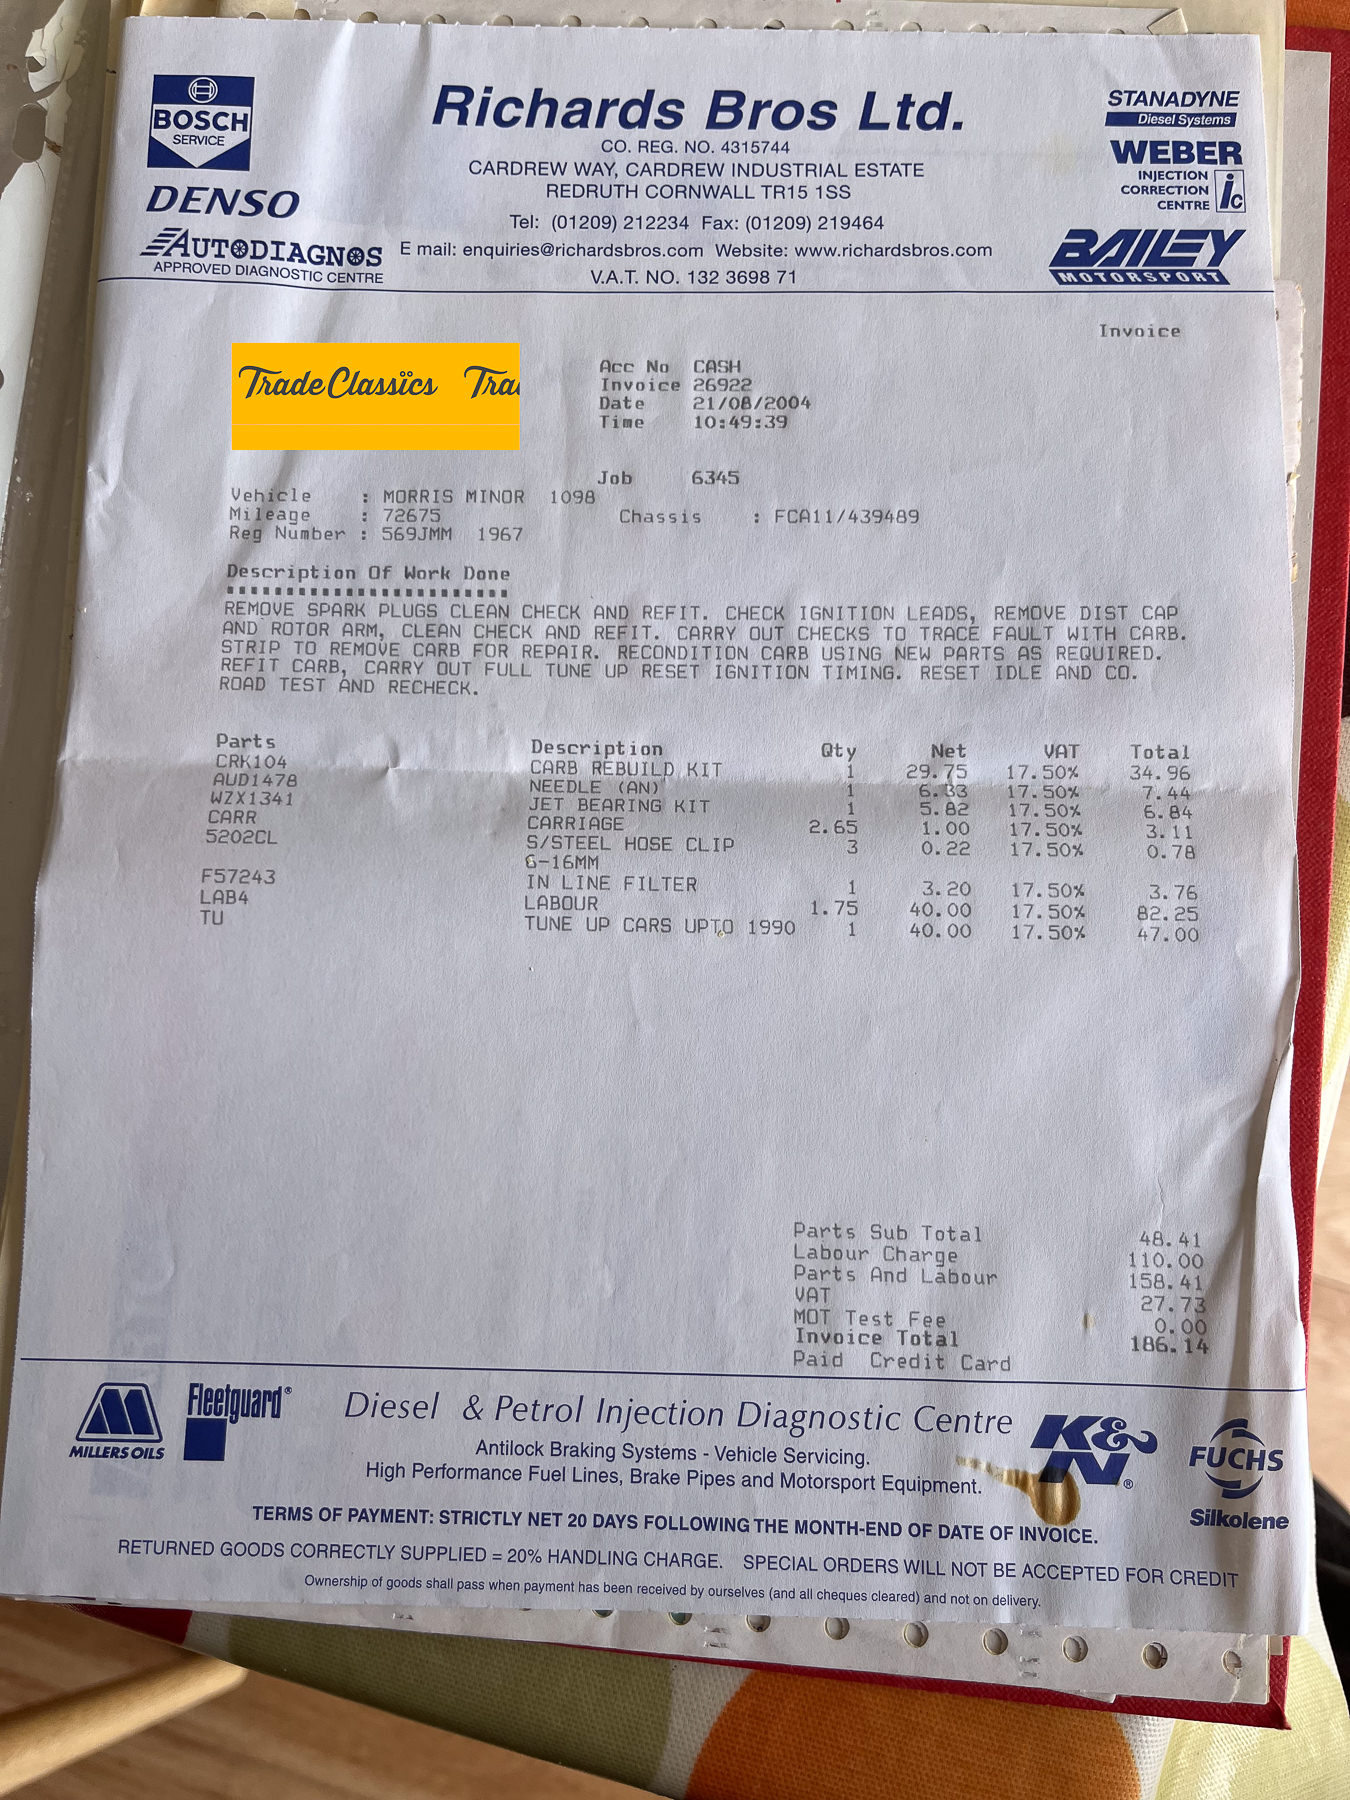 BOSCH
SERVICE
DENSO
AUTODIAGNOS
APPROVED DIAGNOSTIC CENTRE
Richards Bros Ltd.
CO. REG. NO. 4315744
CARDREW WAY, CARDREW INDUSTRIAL ESTATE
REDRUTH CORNWALL TR15 1SS
Tel: (01209) 212234 Fax: (01209) 219464
E mail: enquiries@richardsbros.com Website: www.richardsbros.com
V.A.T. NO. 132 3698 71
STANADYNE
Diesel Systems
WEBER
INJECTION
CORRECTION
CENTRE
ic
BAILEY
MOTORSPORT
Invoice
Trade Classics Tra
Acc No CASH
Invoice 26922
Date 21/08/2004
Time 10:49:39
Job 6345
Vehicle : MORRIS MINOR 1098
Mileage : 72675 Chassis : FCA11/439489
Reg Number : 569JMM 1967
Description Of Work Done
REMOVE SPARK PLUGS CLEAN CHECK AND REFIT. CHECK IGNITION LEADS, REMOVE DIST CAP
AND ROTOR ARM, CLEAN CHECK AND REFIT. CARRY OUT CHECKS TO TRACE FAULT WITH CARB.
STRIP TO REMOVE CARB FOR REPAIR. RECONDITION CARB USING NEW PARTS AS REQUIRED.
REFIT CARB, CARRY OUT FULL TUNE UP RESET IGNITION TIMING. RESET IDLE AND CO.
ROAD TEST AND RECHECK.
Parts Description Qty Net VAT Total
CRK104 CARB REBUILD KIT 1 29.75 17.50% 34.96
AUD1478 NEEDLE (AN) 1 6.33 17.50% 7.44
WZX1341 JET BEARING KIT 1 5.82 17.50% 6.84
CARR CARRIAGE 2.65 1.00 17.50% 3.11
5202CL S/STEEL HOSE CLIP 3 0.22 17.50% 0.78
6-16MM
F57243 IN LINE FILTER 1 3.20 17.50% 3.76
LAB4 LABOUR 1.75 40.00 17.50% 82.25
TU TUNE UP CARS UPTO 1990 1 40.00 17.50% 47.00
Parts Sub Total 48.41
Labour Charge 110.00
Parts And Labour 158.41
VAT 27.73
MOT Test Fee 0.00
Invoice Total 186.14
Paid Credit Card
MILLERS OILS
Fleetguard®
Diesel & Petrol Injection Diagnostic Centre
Antilock Braking Systems - Vehicle Servicing.
High Performance Fuel Lines, Brake Pipes and Motorsport Equipment.
K&N®
FUCHS
Silkolene
TERMS OF PAYMENT: STRICTLY NET 20 DAYS FOLLOWING THE MONTH-END OF DATE OF INVOICE.
RETURNED GOODS CORRECTLY SUPPLIED = 20% HANDLING CHARGE. SPECIAL ORDERS WILL NOT BE ACCEPTED FOR CREDIT
Ownership of goods shall pass when payment has been received by ourselves (and all cheques cleared) and not on delivery.